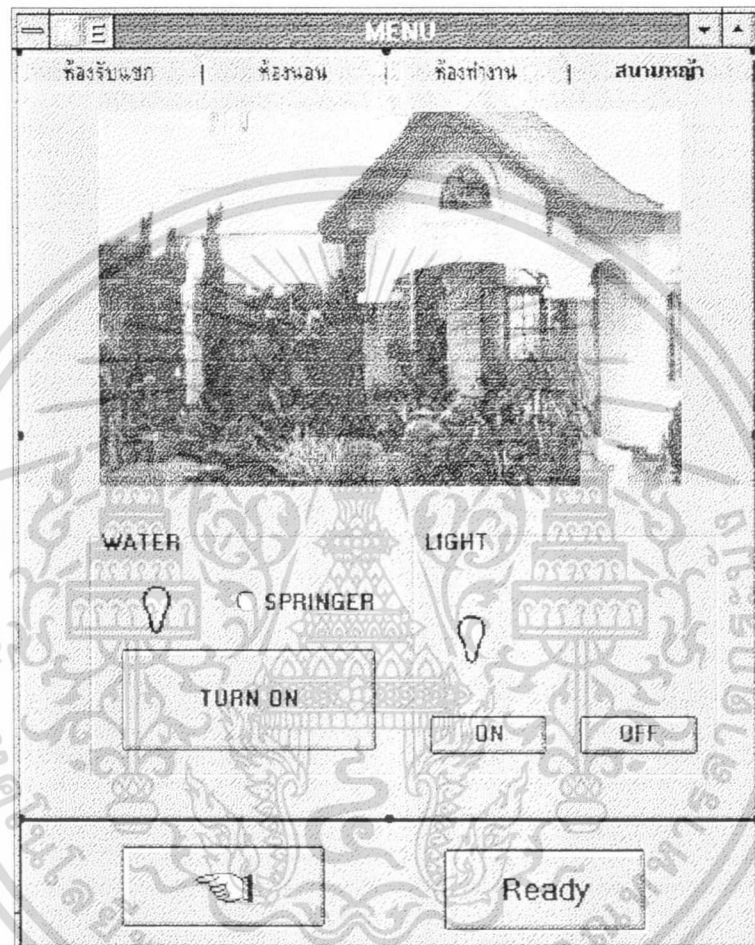 MENU
ห้องรับแขก | ห้องนอน | ห้องทำงาน | สนามหญ้า
WATER LIGHT
SPRINGER
TURN ON
ON OFF
Ready